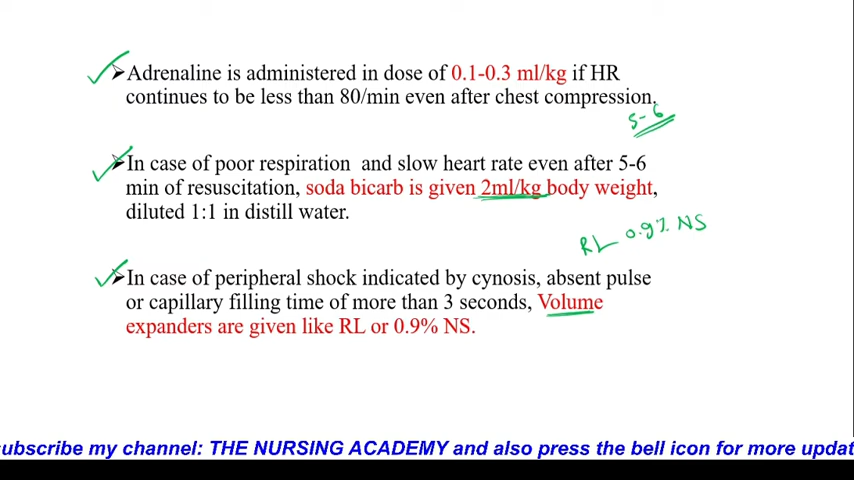 ➢Adrenaline is administered in dose of 0.1-0.3 ml/kg if HR
continues to be less than 80/min even after chest compression.
5-6
➢In case of poor respiration and slow heart rate even after 5-6
min of resuscitation, soda bicarb is given 2ml/kg body weight,
diluted 1:1 in distill water.
RL 0.9% NS
➢In case of peripheral shock indicated by cynosis, absent pulse
or capillary filling time of more than 3 seconds, Volume
expanders are given like RL or 0.9% NS.
subscribe my channel: THE NURSING ACADEMY and also press the bell icon for more updat